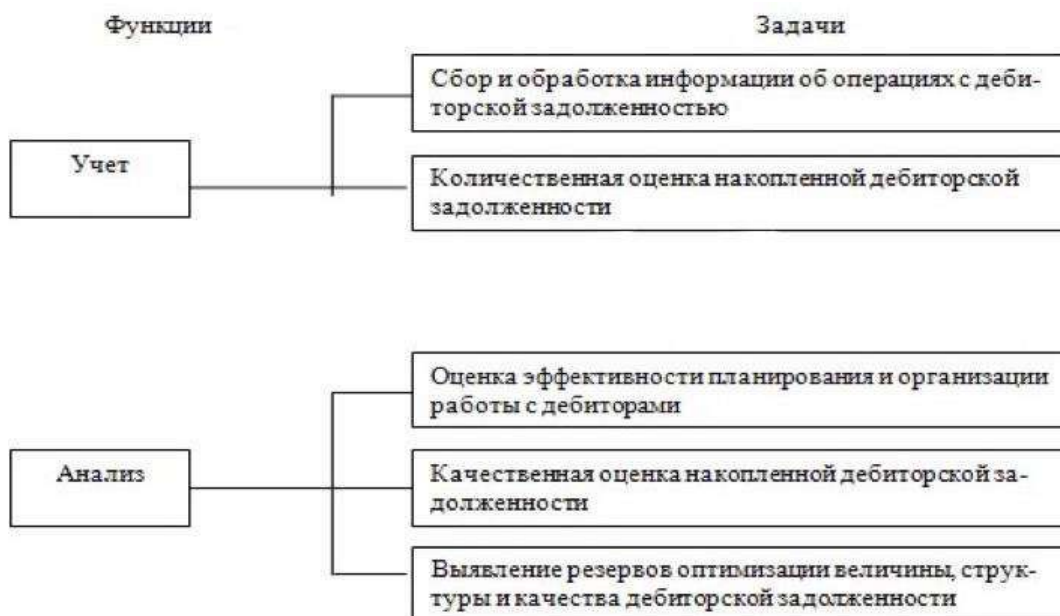 Функции
Задачи
Сбор и обработка информации об операциях с деби-
торской задолженностью
Учет
Количественная оценка накопленной дебиторской
задолженности
Оценка эффективности планирования и организации
работы с дебиторами
Анализ
Качественная оценка накопленной дебиторской за-
долженности
Выявление резервов оптимизации величины, струк-
туры и качества дебиторской задолженности